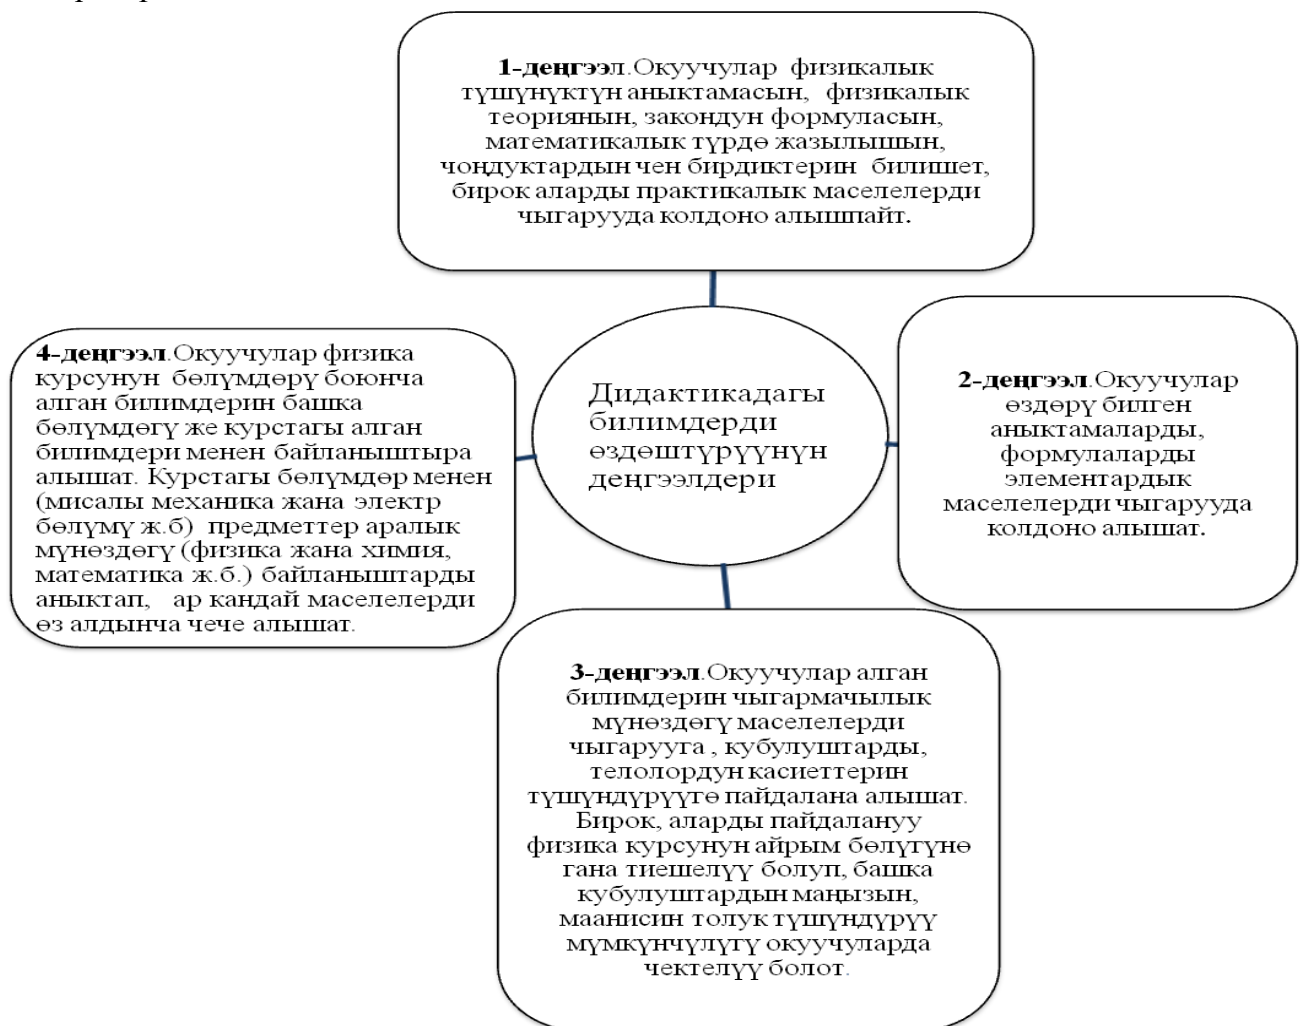 1-деңгээл.Окуучулар физикалык
түшүнүктүн аныктамасын, физикалык
теориянын, закондун формуласын,
математикалык түрдө жазылышын,
чоңдуктардын чен бирдиктерин билишет,
бирок аларды практикалык маселелерди
чыгарууда колдоно алышпайт.
4-деңгээл.Окуучулар физика
курсунун бөлүмдөрү боюнча
алган билимдерин башка
бөлүмдөгү же курстагы алган
билимдери менен байланыштыра
алышат. Курстагы бөлүмдөр менен
(мисалы механика жана электр
бөлүмү ж.б) предметтер аралык
мүнөздөгү (физика жана химия,
математика ж.б.) байланыштарды
аныктап, ар кандай маселелерди
өз алдынча чече алышат.
Дидактикадагы
билимдерди
өздөштүрүүнүн
деңгээлдери
2-деңгээл.Окуучулар
өздөрү билген
аныктамаларды,
формулаларды
элементардык
маселелерди чыгарууда
колдоно алышат.
3-деңгээл.Окуучулар алган
билимдерин чыгармачылык
мүнөздөгү маселелерди
чыгарууга , кубулуштарды,
телолордун касиеттерин
түшүндүрүүгө пайдалана алышат.
Бирок, аларды пайдалануу
физика курсунун айрым бөлүгүнө
гана тиешелүү болуп, башка
кубулуштардын маңызын,
маанисин толук түшүндүрүү
мүмкүнчүлүгү окуучуларда
чектелүү болот.